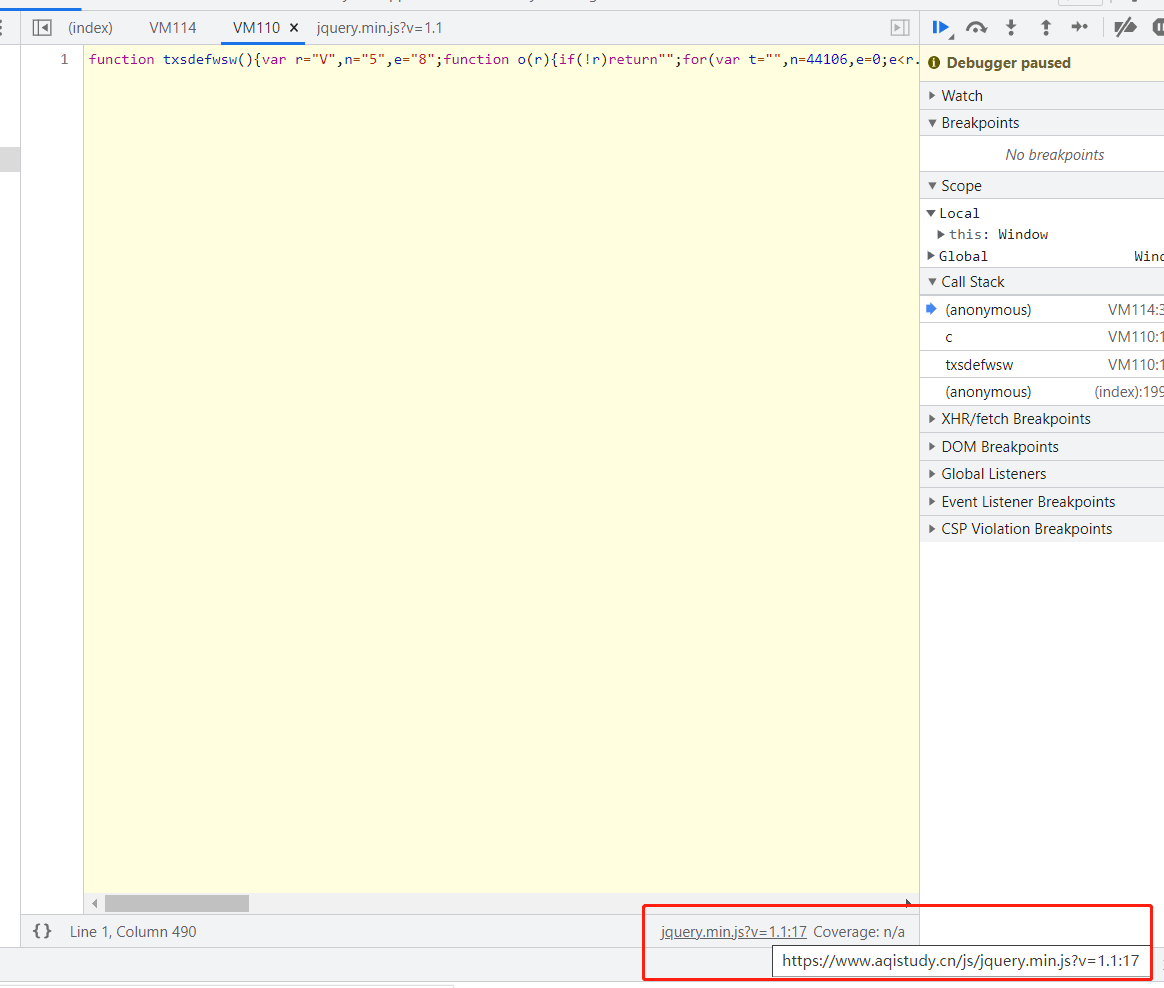 (index) VM114 VM110 × jquery.min.js?v=1.1
1 function txsdefwsw(){var r="V",n="5",e="8";function o(r){if(!r)return"";for(var t="",n=44106,e=0;e<r.
Debugger paused
Watch
Breakpoints
No breakpoints
Scope
Local
this: Window
Global Wind
Call Stack
(anonymous) VM114:3
c VM110:1
txsdefwsw VM110:1
(anonymous) (index):199
XHR/fetch Breakpoints
DOM Breakpoints
Global Listeners
Event Listener Breakpoints
CSP Violation Breakpoints
{} Line 1, Column 490 jquery.min.js?v=1.1:17 Coverage: n/a
https://www.aqistudy.cn/js/jquery.min.js?v=1.1:17